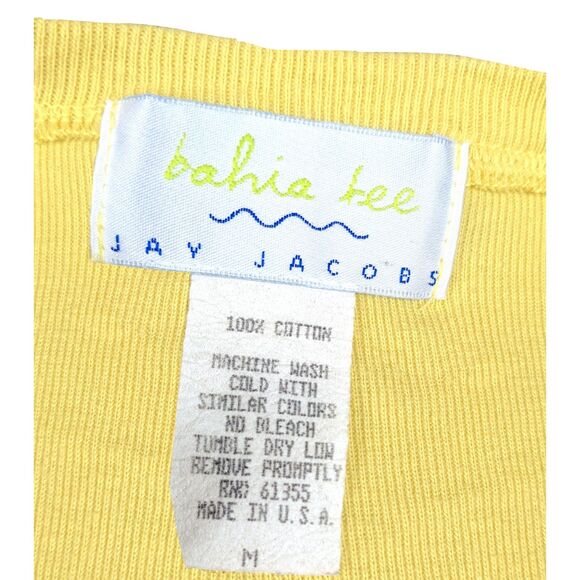 bahia tee
JAY JACOBS
100% COTTON
MACHINE WASH
COLD WITH
SIMILAR COLORS
NO BLEACH
TUMBLE DRY LOW
REMOVE PROMPTLY
61355
MADE IN U.S.A.
M